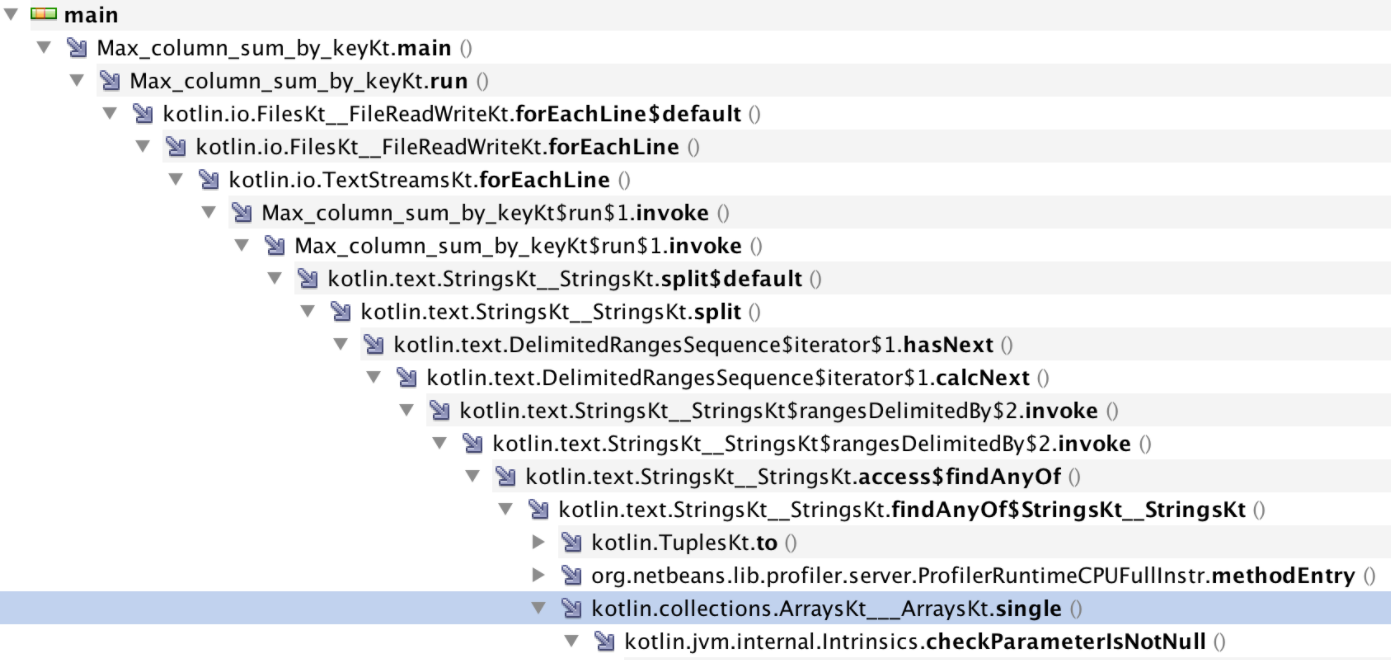 main
Max_column_sum_by_keyKt.main ()
Max_column_sum_by_keyKt.run ()
kotlin.io.FilesKt__FileReadWriteKt.forEachLine$default ()
kotlin.io.FilesKt__FileReadWriteKt.forEachLine ()
kotlin.io.TextStreamsKt.forEachLine ()
Max_column_sum_by_keyKt$run$1.invoke ()
Max_column_sum_by_keyKt$run$1.invoke ()
kotlin.text.StringsKt__StringsKt.split$default ()
kotlin.text.StringsKt__StringsKt.split ()
kotlin.text.DelimitedRangesSequence$iterator$1.hasNext ()
kotlin.text.DelimitedRangesSequence$iterator$1.calcNext ()
kotlin.text.StringsKt__StringsKt$rangesDelimitedBy$2.invoke ()
kotlin.text.StringsKt__StringsKt$rangesDelimitedBy$2.invoke ()
kotlin.text.StringsKt__StringsKt.access$findAnyOf ()
kotlin.text.StringsKt__StringsKt.findAnyOf$StringsKt__StringsKt ()
kotlin.TuplesKt.to ()
org.netbeans.lib.profiler.server.ProfilerRuntimeCPUFullInstr.methodEntry ()
kotlin.collections.ArraysKt___ArraysKt.single ()
kotlin.jvm.internal.Intrinsics.checkParameterIsNotNull ()